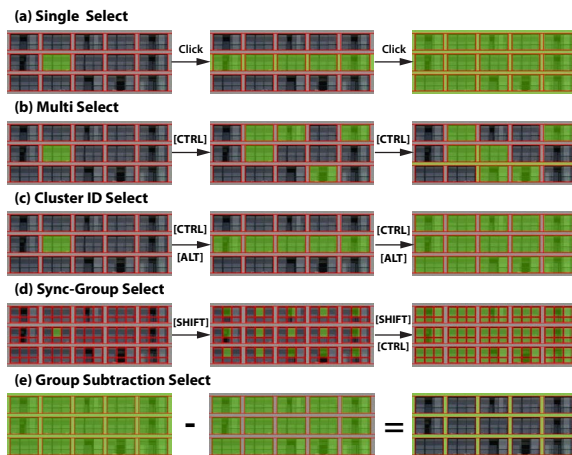 (a) Single Select
Click
Click
(b) Multi Select
[CTRL]
[CTRL]
(c) Cluster ID Select
[CTRL]
[ALT]
[CTRL]
[ALT]
(d) Sync-Group Select
[SHIFT]
[SHIFT]
[CTRL]
(e) Group Subtraction Select
- =